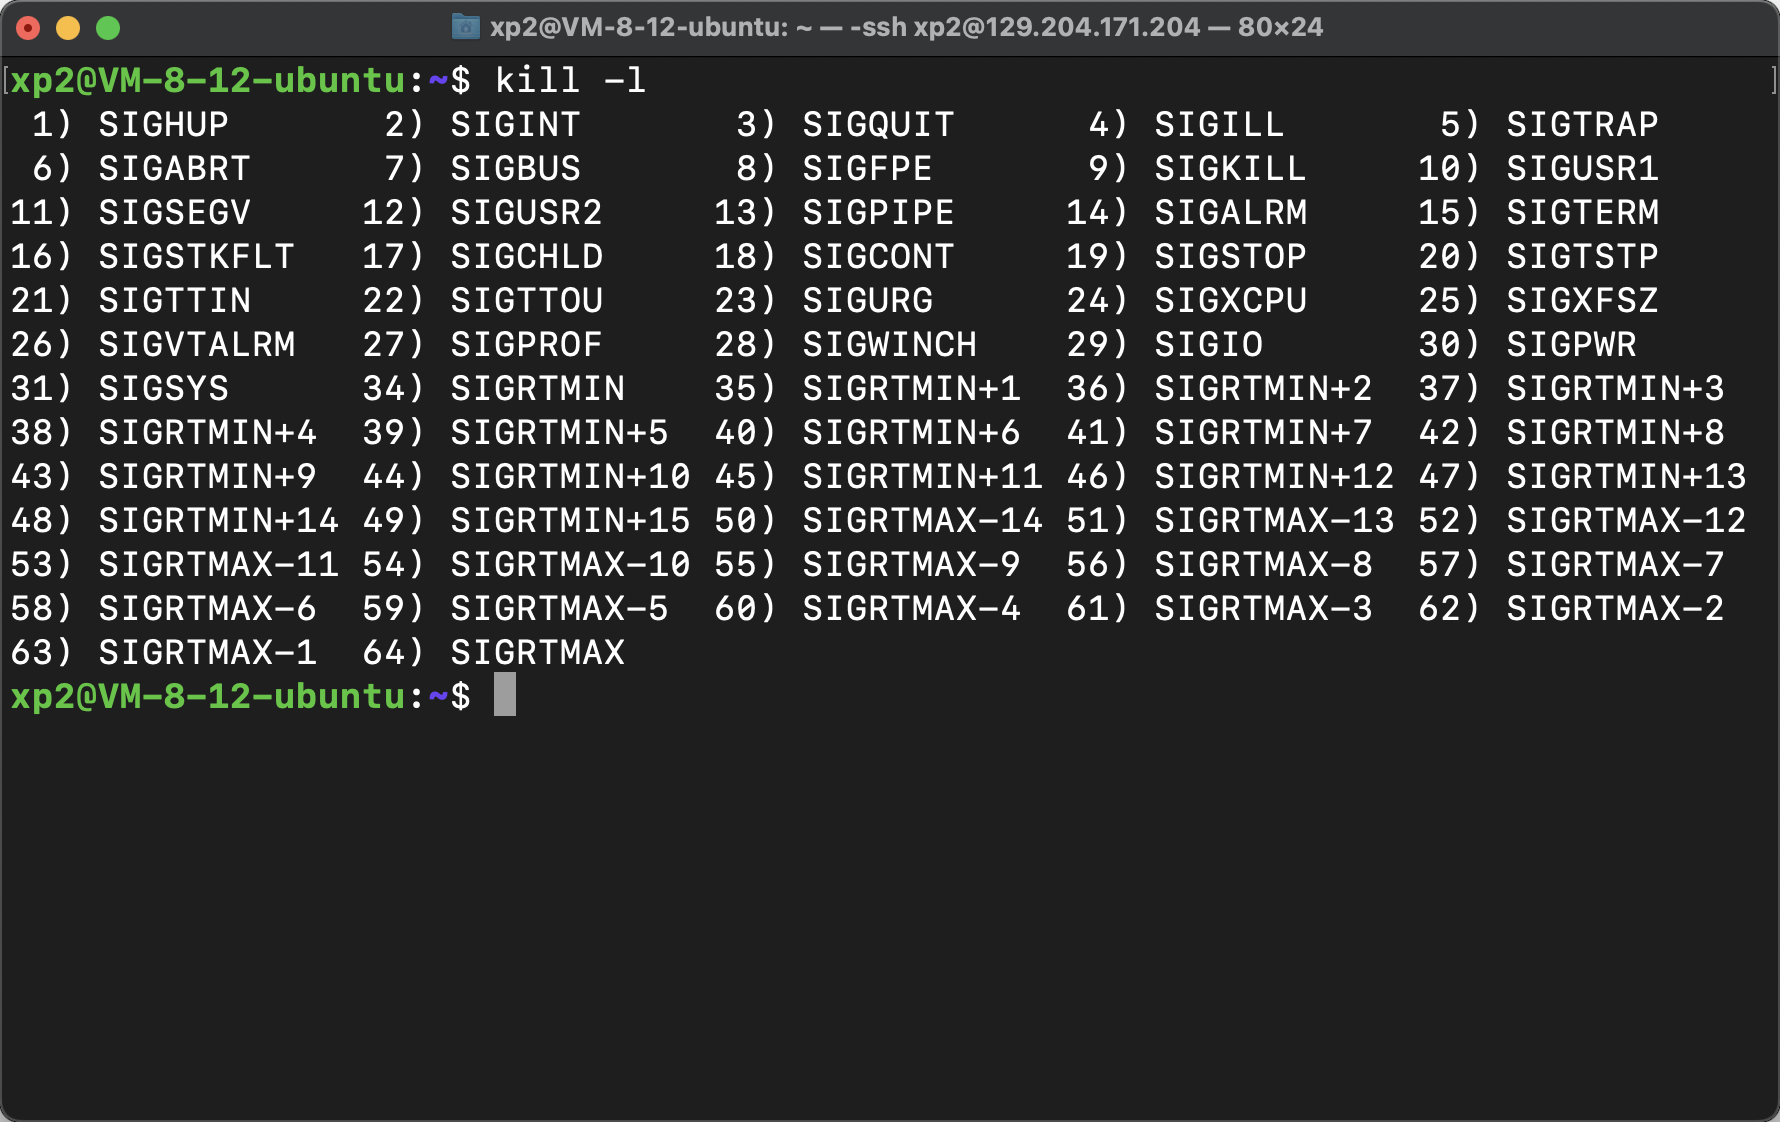 xp2@VM-8-12-ubuntu: ~ — -ssh xp2@129.204.171.204 — 80×24
[xp2@VM-8-12-ubuntu:~$ kill -l ]
 1) SIGHUP 2) SIGINT 3) SIGQUIT 4) SIGILL 5) SIGTRAP
 6) SIGABRT 7) SIGBUS 8) SIGFPE 9) SIGKILL 10) SIGUSR1
11) SIGSEGV 12) SIGUSR2 13) SIGPIPE 14) SIGALRM 15) SIGTERM
16) SIGSTKFLT 17) SIGCHLD 18) SIGCONT 19) SIGSTOP 20) SIGTSTP
21) SIGTTIN 22) SIGTTOU 23) SIGURG 24) SIGXCPU 25) SIGXFSZ
26) SIGVTALRM 27) SIGPROF 28) SIGWINCH 29) SIGIO 30) SIGPWR
31) SIGSYS 34) SIGRTMIN 35) SIGRTMIN+1 36) SIGRTMIN+2 37) SIGRTMIN+3
38) SIGRTMIN+4 39) SIGRTMIN+5 40) SIGRTMIN+6 41) SIGRTMIN+7 42) SIGRTMIN+8
43) SIGRTMIN+9 44) SIGRTMIN+10 45) SIGRTMIN+11 46) SIGRTMIN+12 47) SIGRTMIN+13
48) SIGRTMIN+14 49) SIGRTMIN+15 50) SIGRTMAX-14 51) SIGRTMAX-13 52) SIGRTMAX-12
53) SIGRTMAX-11 54) SIGRTMAX-10 55) SIGRTMAX-9 56) SIGRTMAX-8 57) SIGRTMAX-7
58) SIGRTMAX-6 59) SIGRTMAX-5 60) SIGRTMAX-4 61) SIGRTMAX-3 62) SIGRTMAX-2
63) SIGRTMAX-1 64) SIGRTMAX
xp2@VM-8-12-ubuntu:~$